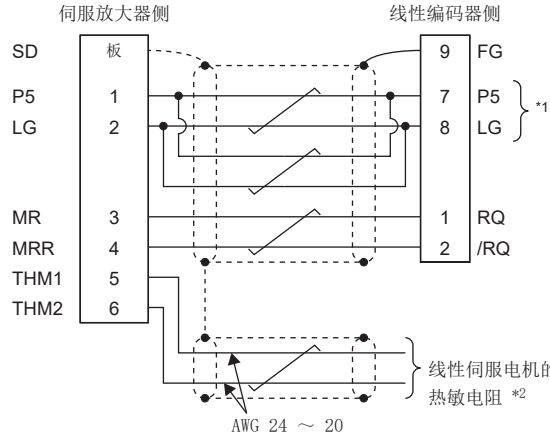 伺服放大器侧 线性编码器侧
SD 板 9 FG
P5 1 7 P5 *1
LG 2 8 LG
MR 3 1 RQ
MRR 4 2 /RQ
THM1 5
THM2 6
线性伺服电机的
热敏电阻 *2
AWG 24 ～ 20